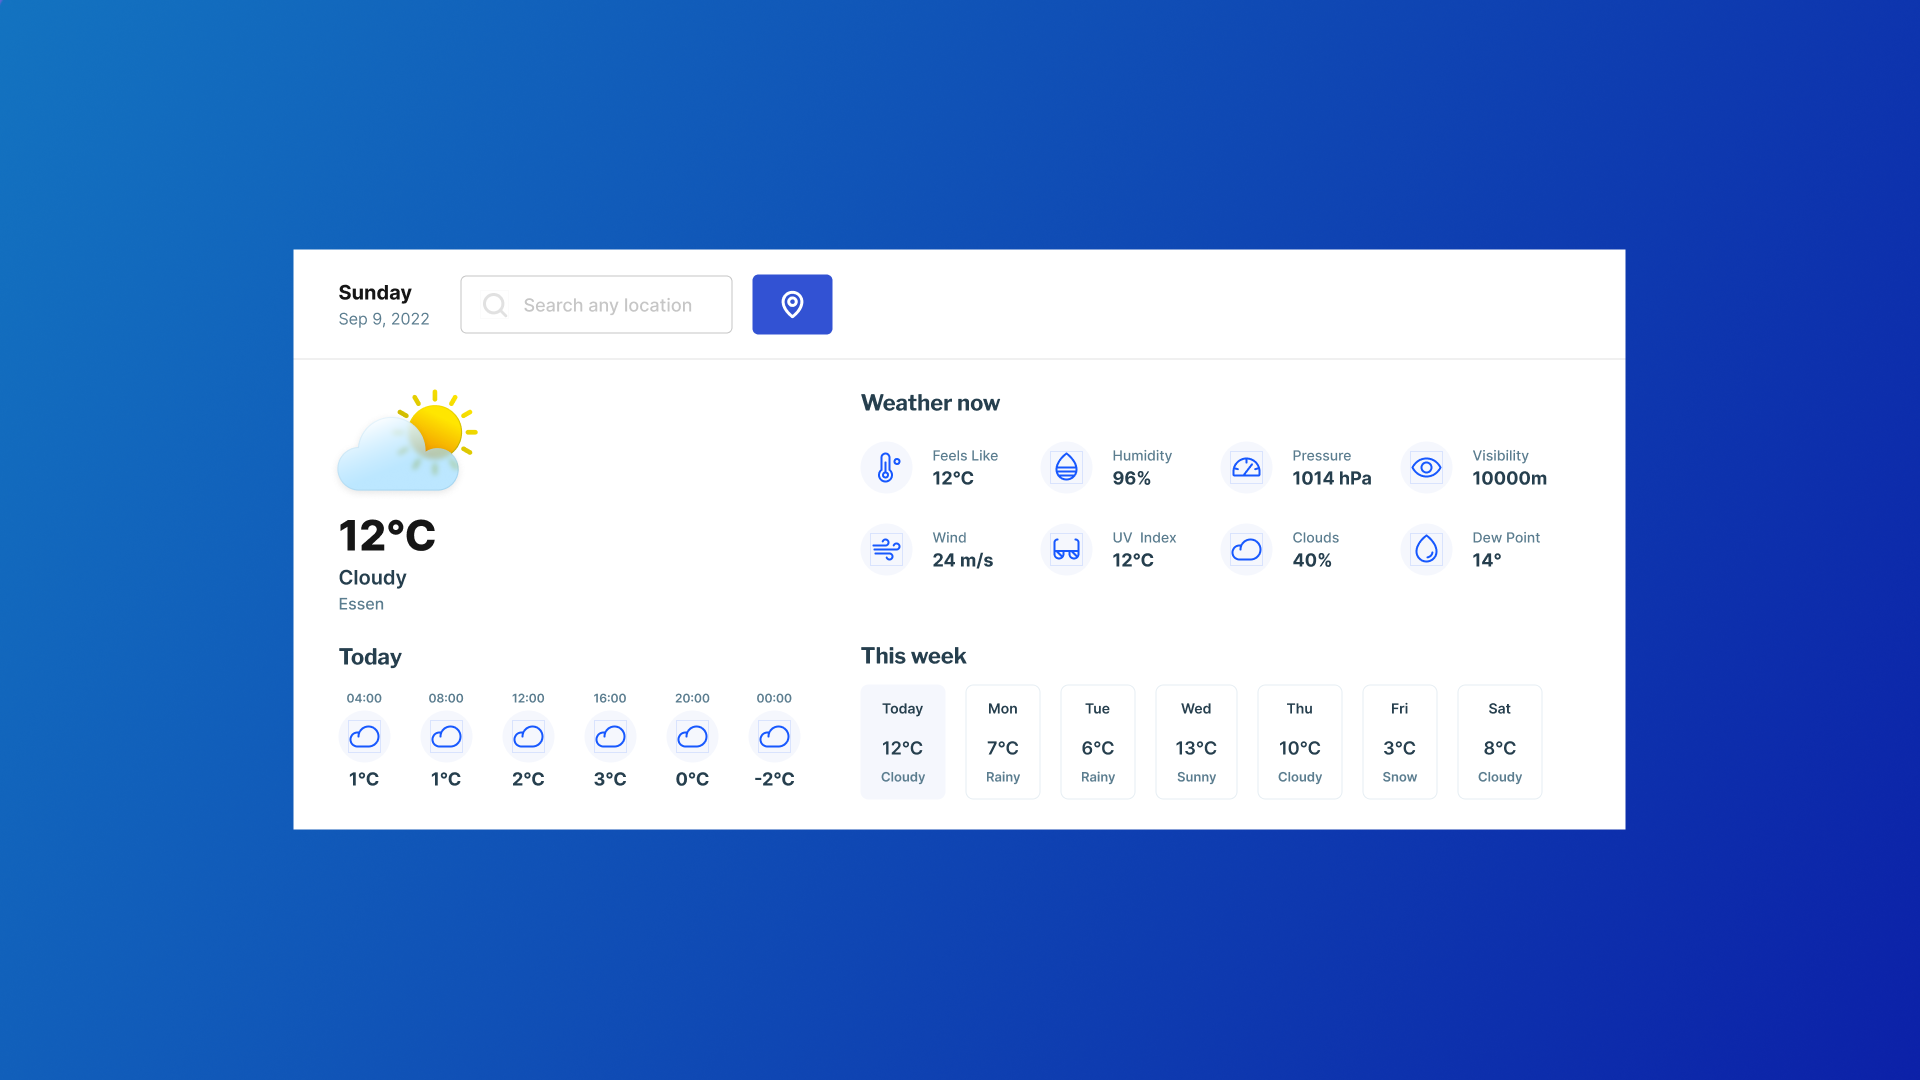 Sunday
Sep 9, 2022
Search any location
12°C
Cloudy
Essen
Weather now
Feels Like
12°C
Humidity
96%
Pressure
1014 hPa
Visibility
10000m
Wind
24 m/s
UV Index
12°C
Clouds
40%
Dew Point
14°
Today
04:00 08:00 12:00 16:00 20:00 00:00
1°C 1°C 2°C 3°C 0°C -2°C
This week
Today Mon Tue Wed Thu Fri Sat
12°C 7°C 6°C 13°C 10°C 3°C 8°C
Cloudy Rainy Rainy Sunny Cloudy Snow Cloudy